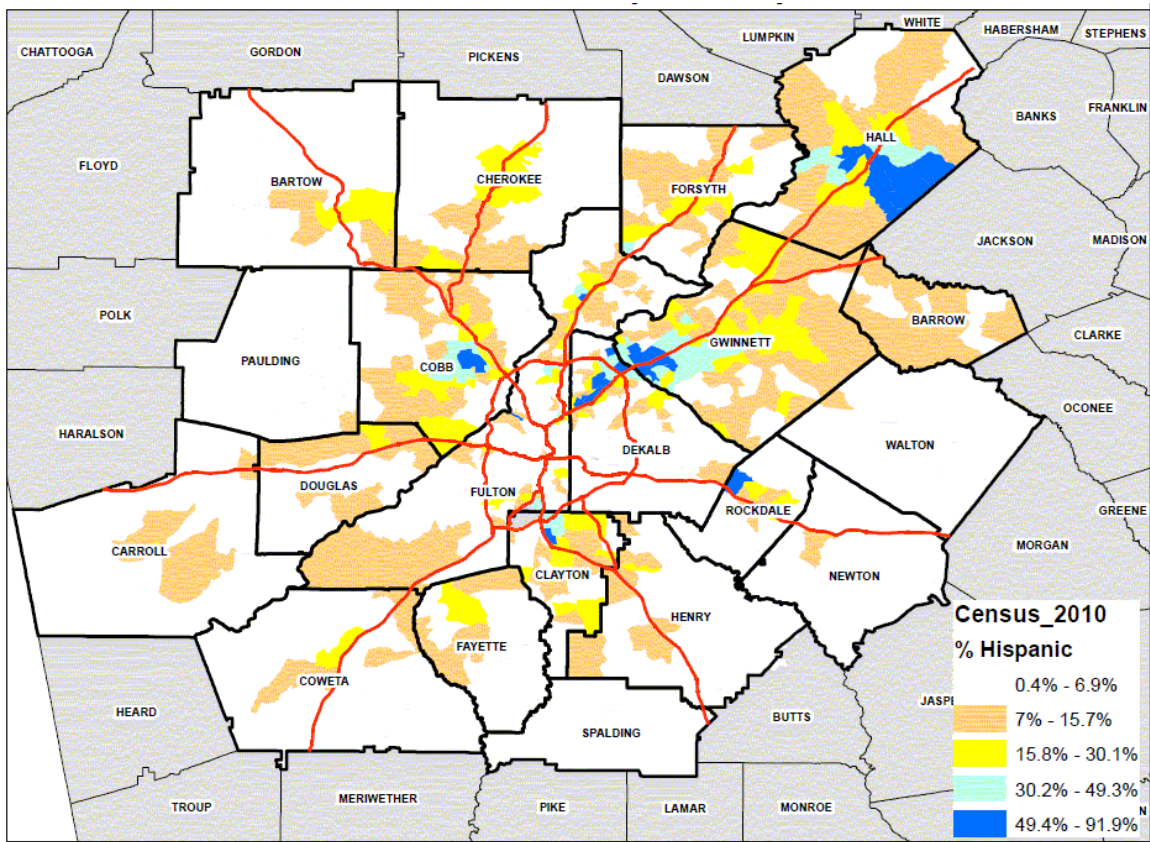 WHITE
HABERSHAM
STEPHENS
CHATTOOGA
GORDON
PICKENS
LUMPKIN
DAWSON
BANKS
FRANKLIN
FLOYD
BARTOW
CHEROKEE
FORSYTH
HALL
JACKSON
MADISON
POLK
PAULDING
COBB
GWINNETT
BARROW
CLARKE
OCONEE
HARALSON
DOUGLAS
FULTON
DEKALB
WALTON
ROCKDALE
GREENE
CARROLL
CLAYTON
NEWTON
MORGAN
COWETA
FAYETTE
HENRY
HEARD
SPALDING
BUTTS
JASP
TROUP
MERIWETHER
PIKE
LAMAR
MONROE
N
Census_2010
% Hispanic
0.4% - 6.9%
7% - 15.7%
15.8% - 30.1%
30.2% - 49.3%
49.4% - 91.9%